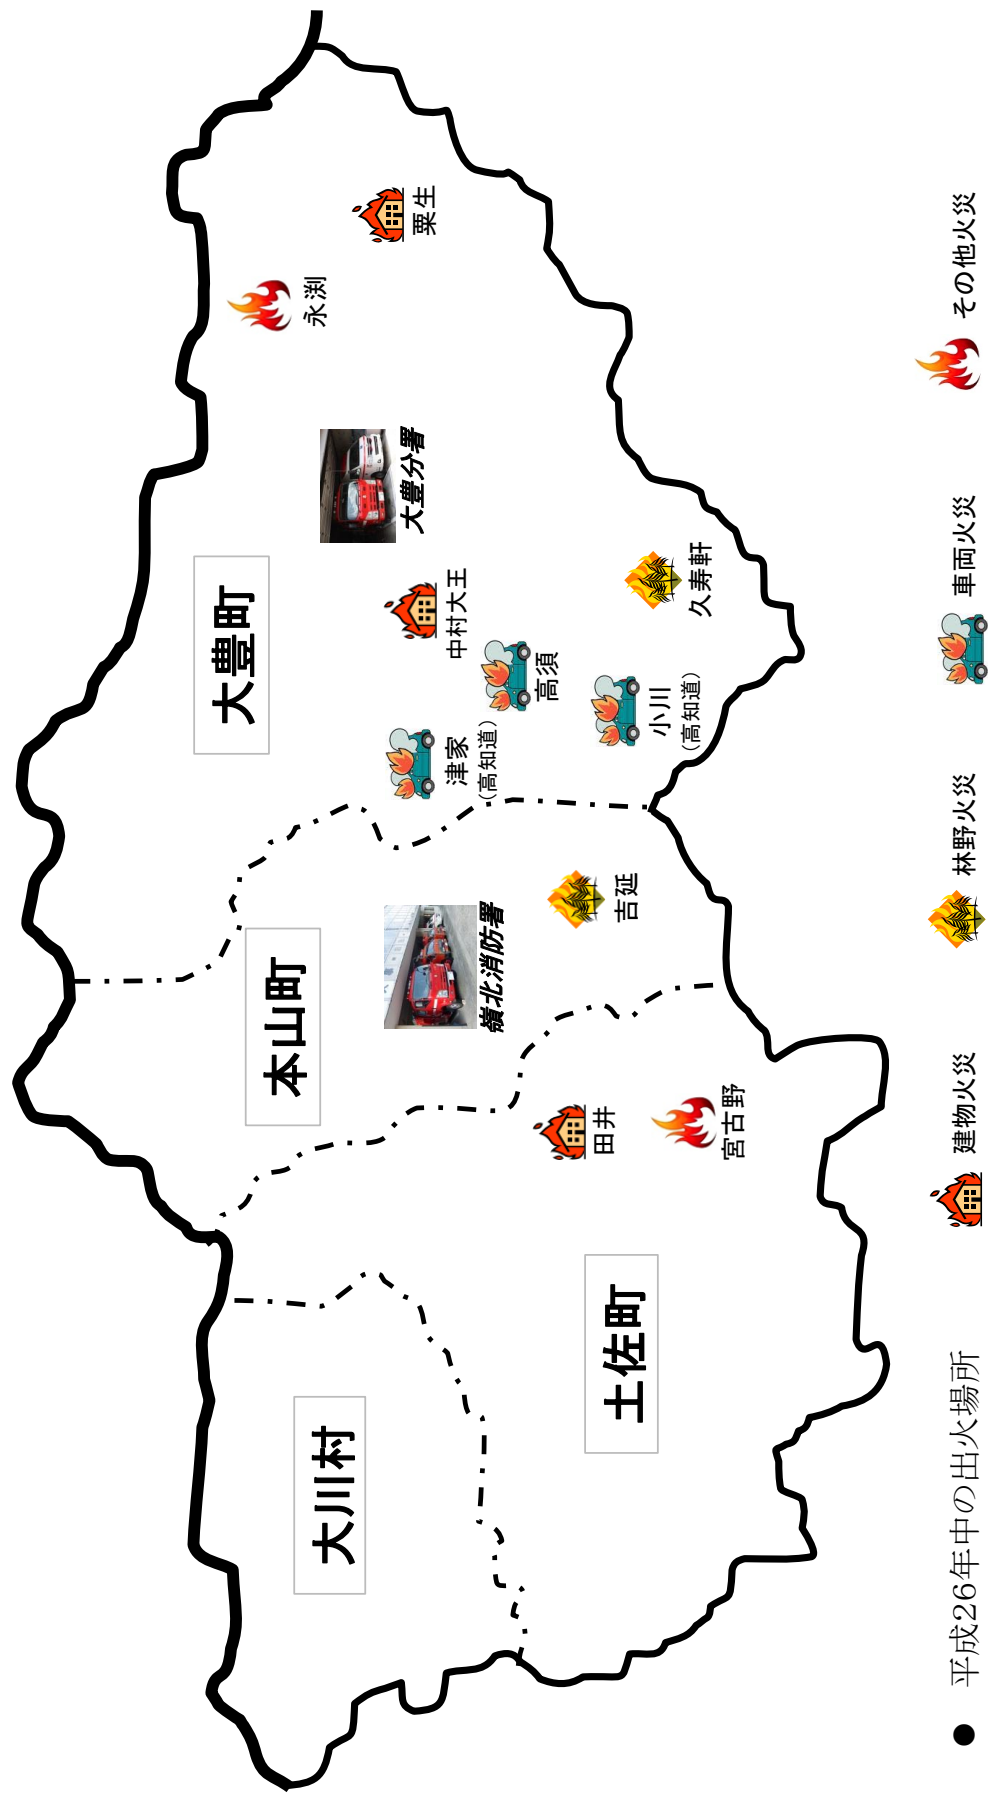 大豊町
本山町
土佐町
大川村
粟生
永渕
大豊分署
中村大王
高須
津家
(高知道)
小川
(高知道)
久寿軒
吉延
嶺北消防署
田井
宮古野
● 平成26年中の出火場所
建物火災
林野火災
車両火災
その他火災